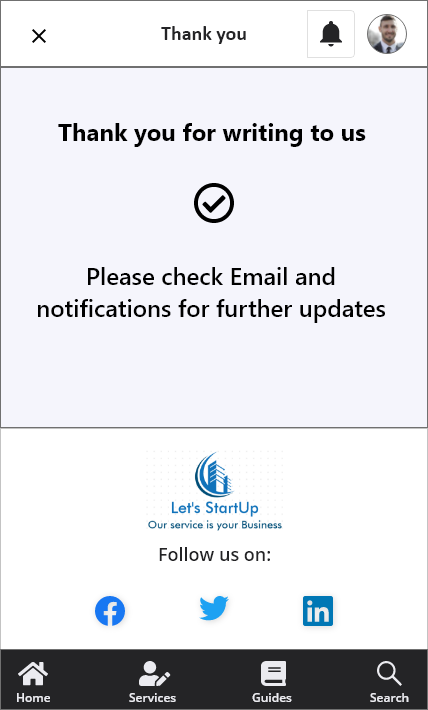 Thank you
Thank you for writing to us
Please check Email and
notifications for further updates
Let's StartUp
Our service is your Business
Follow us on:
Home Services Guides Search